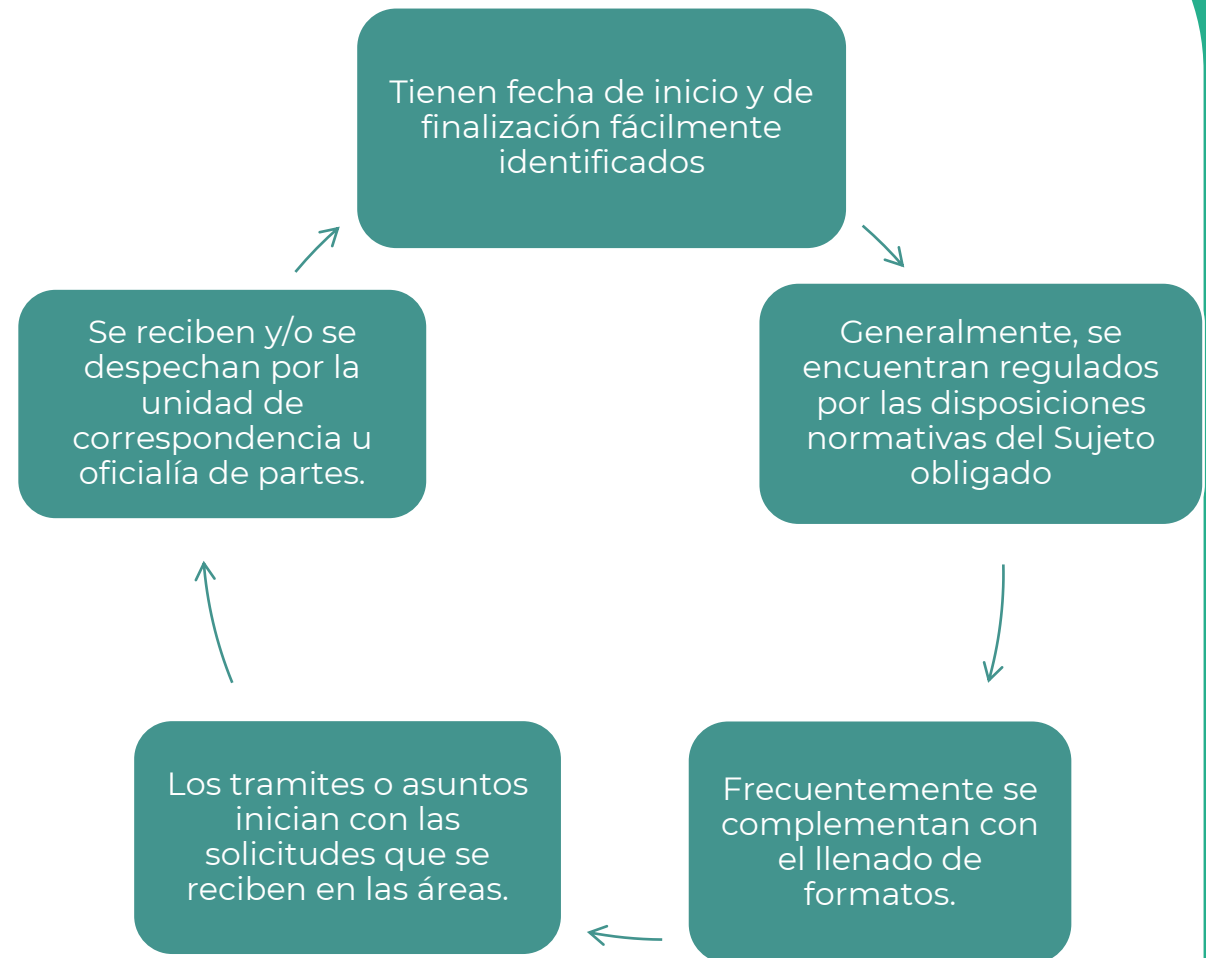 Tienen fecha de inicio y de
finalización fácilmente
identificados
Generalmente, se
encuentran regulados
por las disposiciones
normativas del Sujeto
obligado
Frecuentemente se
complementan con
el llenado de
formatos.
Los tramites o asuntos
inician con las
solicitudes que se
reciben en las áreas.
Se reciben y/o se
despechan por la
unidad de
correspondencia u
oficialía de partes.